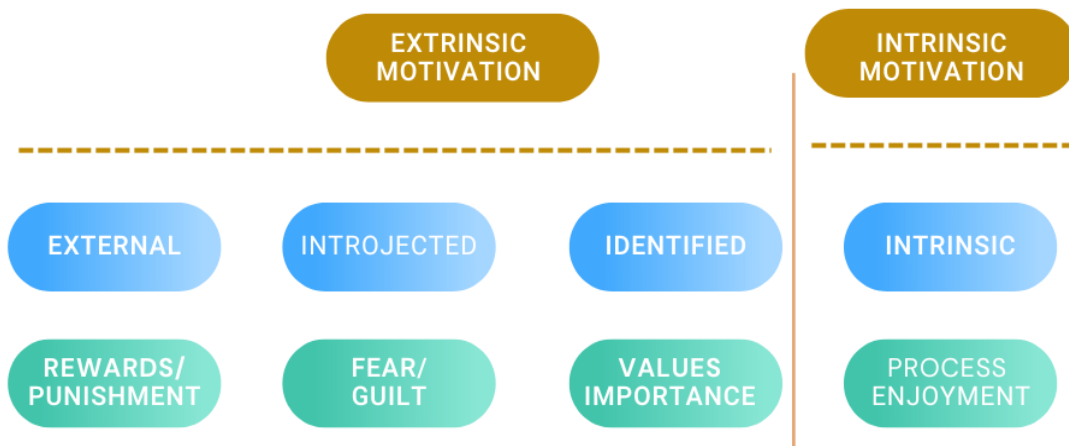 EXTRINSIC
MOTIVATION
INTRINSIC
MOTIVATION
EXTERNAL
INTROJECTED
IDENTIFIED
INTRINSIC
REWARDS/
PUNISHMENT
FEAR/
GUILT
VALUES
IMPORTANCE
PROCESS
ENJOYMENT